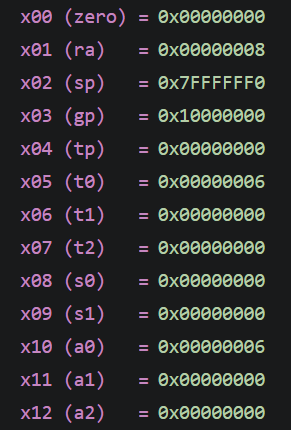 x00 (zero) = 0x00000000
x01 (ra) = 0x00000008
x02 (sp) = 0x7FFFFFF0
x03 (gp) = 0x10000000
x04 (tp) = 0x00000000
x05 (t0) = 0x00000006
x06 (t1) = 0x00000000
x07 (t2) = 0x00000000
x08 (s0) = 0x00000000
x09 (s1) = 0x00000000
x10 (a0) = 0x00000006
x11 (a1) = 0x00000000
x12 (a2) = 0x00000000